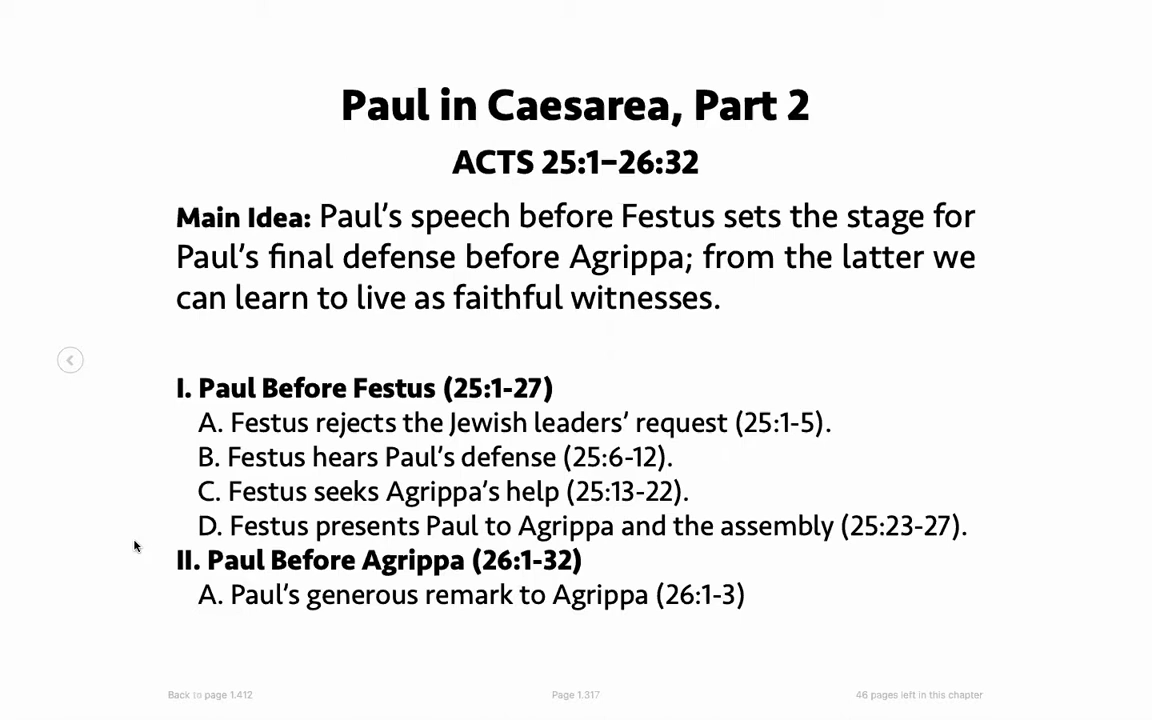 Paul in Caesarea, Part 2
ACTS 25:1–26:32
Main Idea: Paul’s speech before Festus sets the stage for
Paul’s final defense before Agrippa; from the latter we
can learn to live as faithful witnesses.
I. Paul Before Festus (25:1-27)
A. Festus rejects the Jewish leaders’ request (25:1-5).
B. Festus hears Paul’s defense (25:6-12).
C. Festus seeks Agrippa’s help (25:13-22).
D. Festus presents Paul to Agrippa and the assembly (25:23-27).
II. Paul Before Agrippa (26:1-32)
A. Paul’s generous remark to Agrippa (26:1-3)
Back to page 1.412
Page 1.317
46 pages left in this chapter